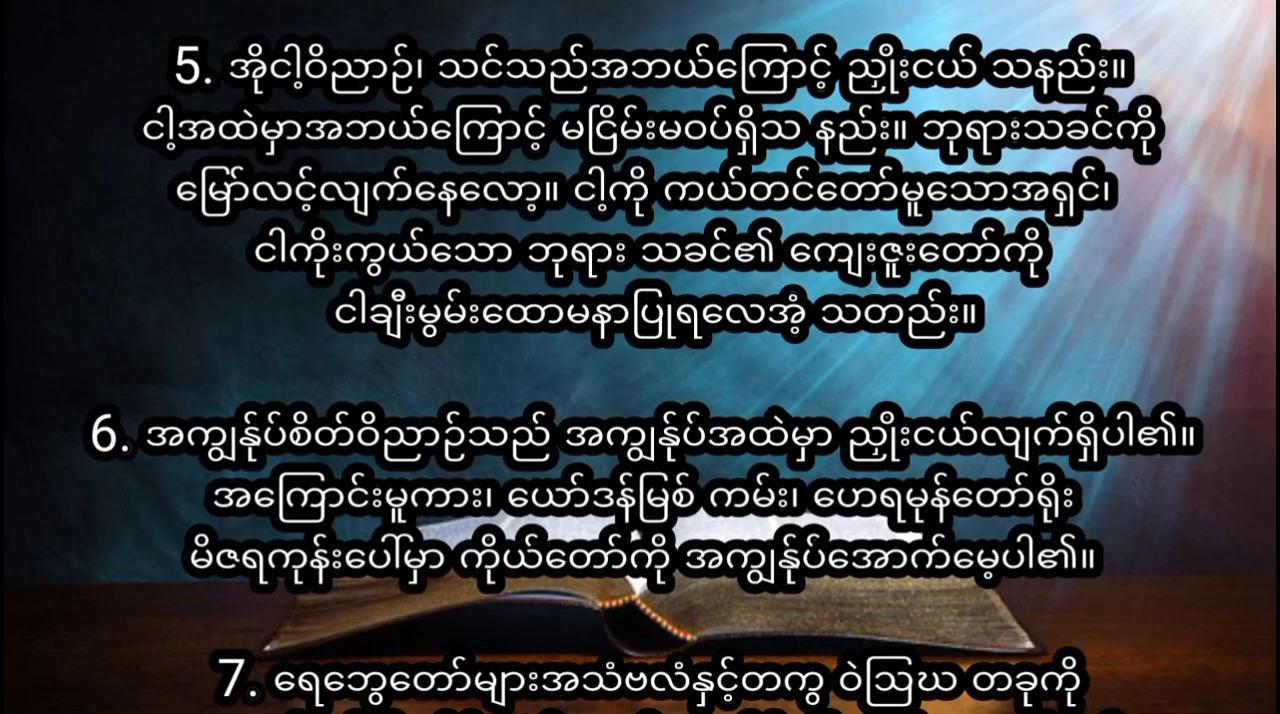 5. အိုငါ့ဝိညာဉ်၊ သင်သည်အဘယ်ကြောင့် ညှိုးငယ် သနည်း။
ငါ့အထဲမှာအဘယ်ကြောင့် မငြိမ်းမဝပ်ရှိသ နည်း။ ဘုရားသခင်ကို
မြော်လင့်လျက်နေလော့။ ငါ့ကို ကယ်တင်တော်မူသောအရှင်၊
ငါကိုးကွယ်သော ဘုရား သခင်၏ ကျေးဇူးတော်ကို
ငါချီးမွမ်းထောမနာပြုရလေအံ့ သတည်း။
6. အကျွန်ုပ်စိတ်ဝိညာဉ်သည် အကျွန်ုပ်အထဲမှာ ညှိုးငယ်လျက်ရှိပါ၏။
အကြောင်းမူကား၊ ယော်ဒန်မြစ် ကမ်း၊ ဟေရမုန်တော်ရိုး
မိဇရကုန်းပေါ်မှာ ကိုယ်တော်ကို အကျွန်ုပ်အောက်မေ့ပါ၏။
7. ရေဘွေတော်များအသံဗလံနှင့်တကွ ဝဲဩဃ တခုကို